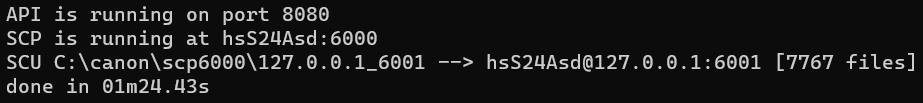 API is running on port 8080
SCP is running at hsS24Asd:6000
SCU C:\canon\scp6000\127.0.0.1_6001 --> hsS24Asd@127.0.0.1:6001 [7767 files]
done in 01m24.43s